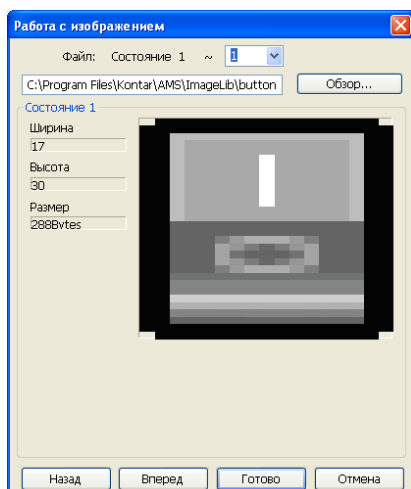 Работа с изображением
Файл: Состояние 1 ~ 1
C:\Program Files\Kontar\AMS\ImageLib\button Обзор...
Состояние 1
Ширина
17
Высота
30
Размер
288Bytes
Назад Вперед Готово Отмена